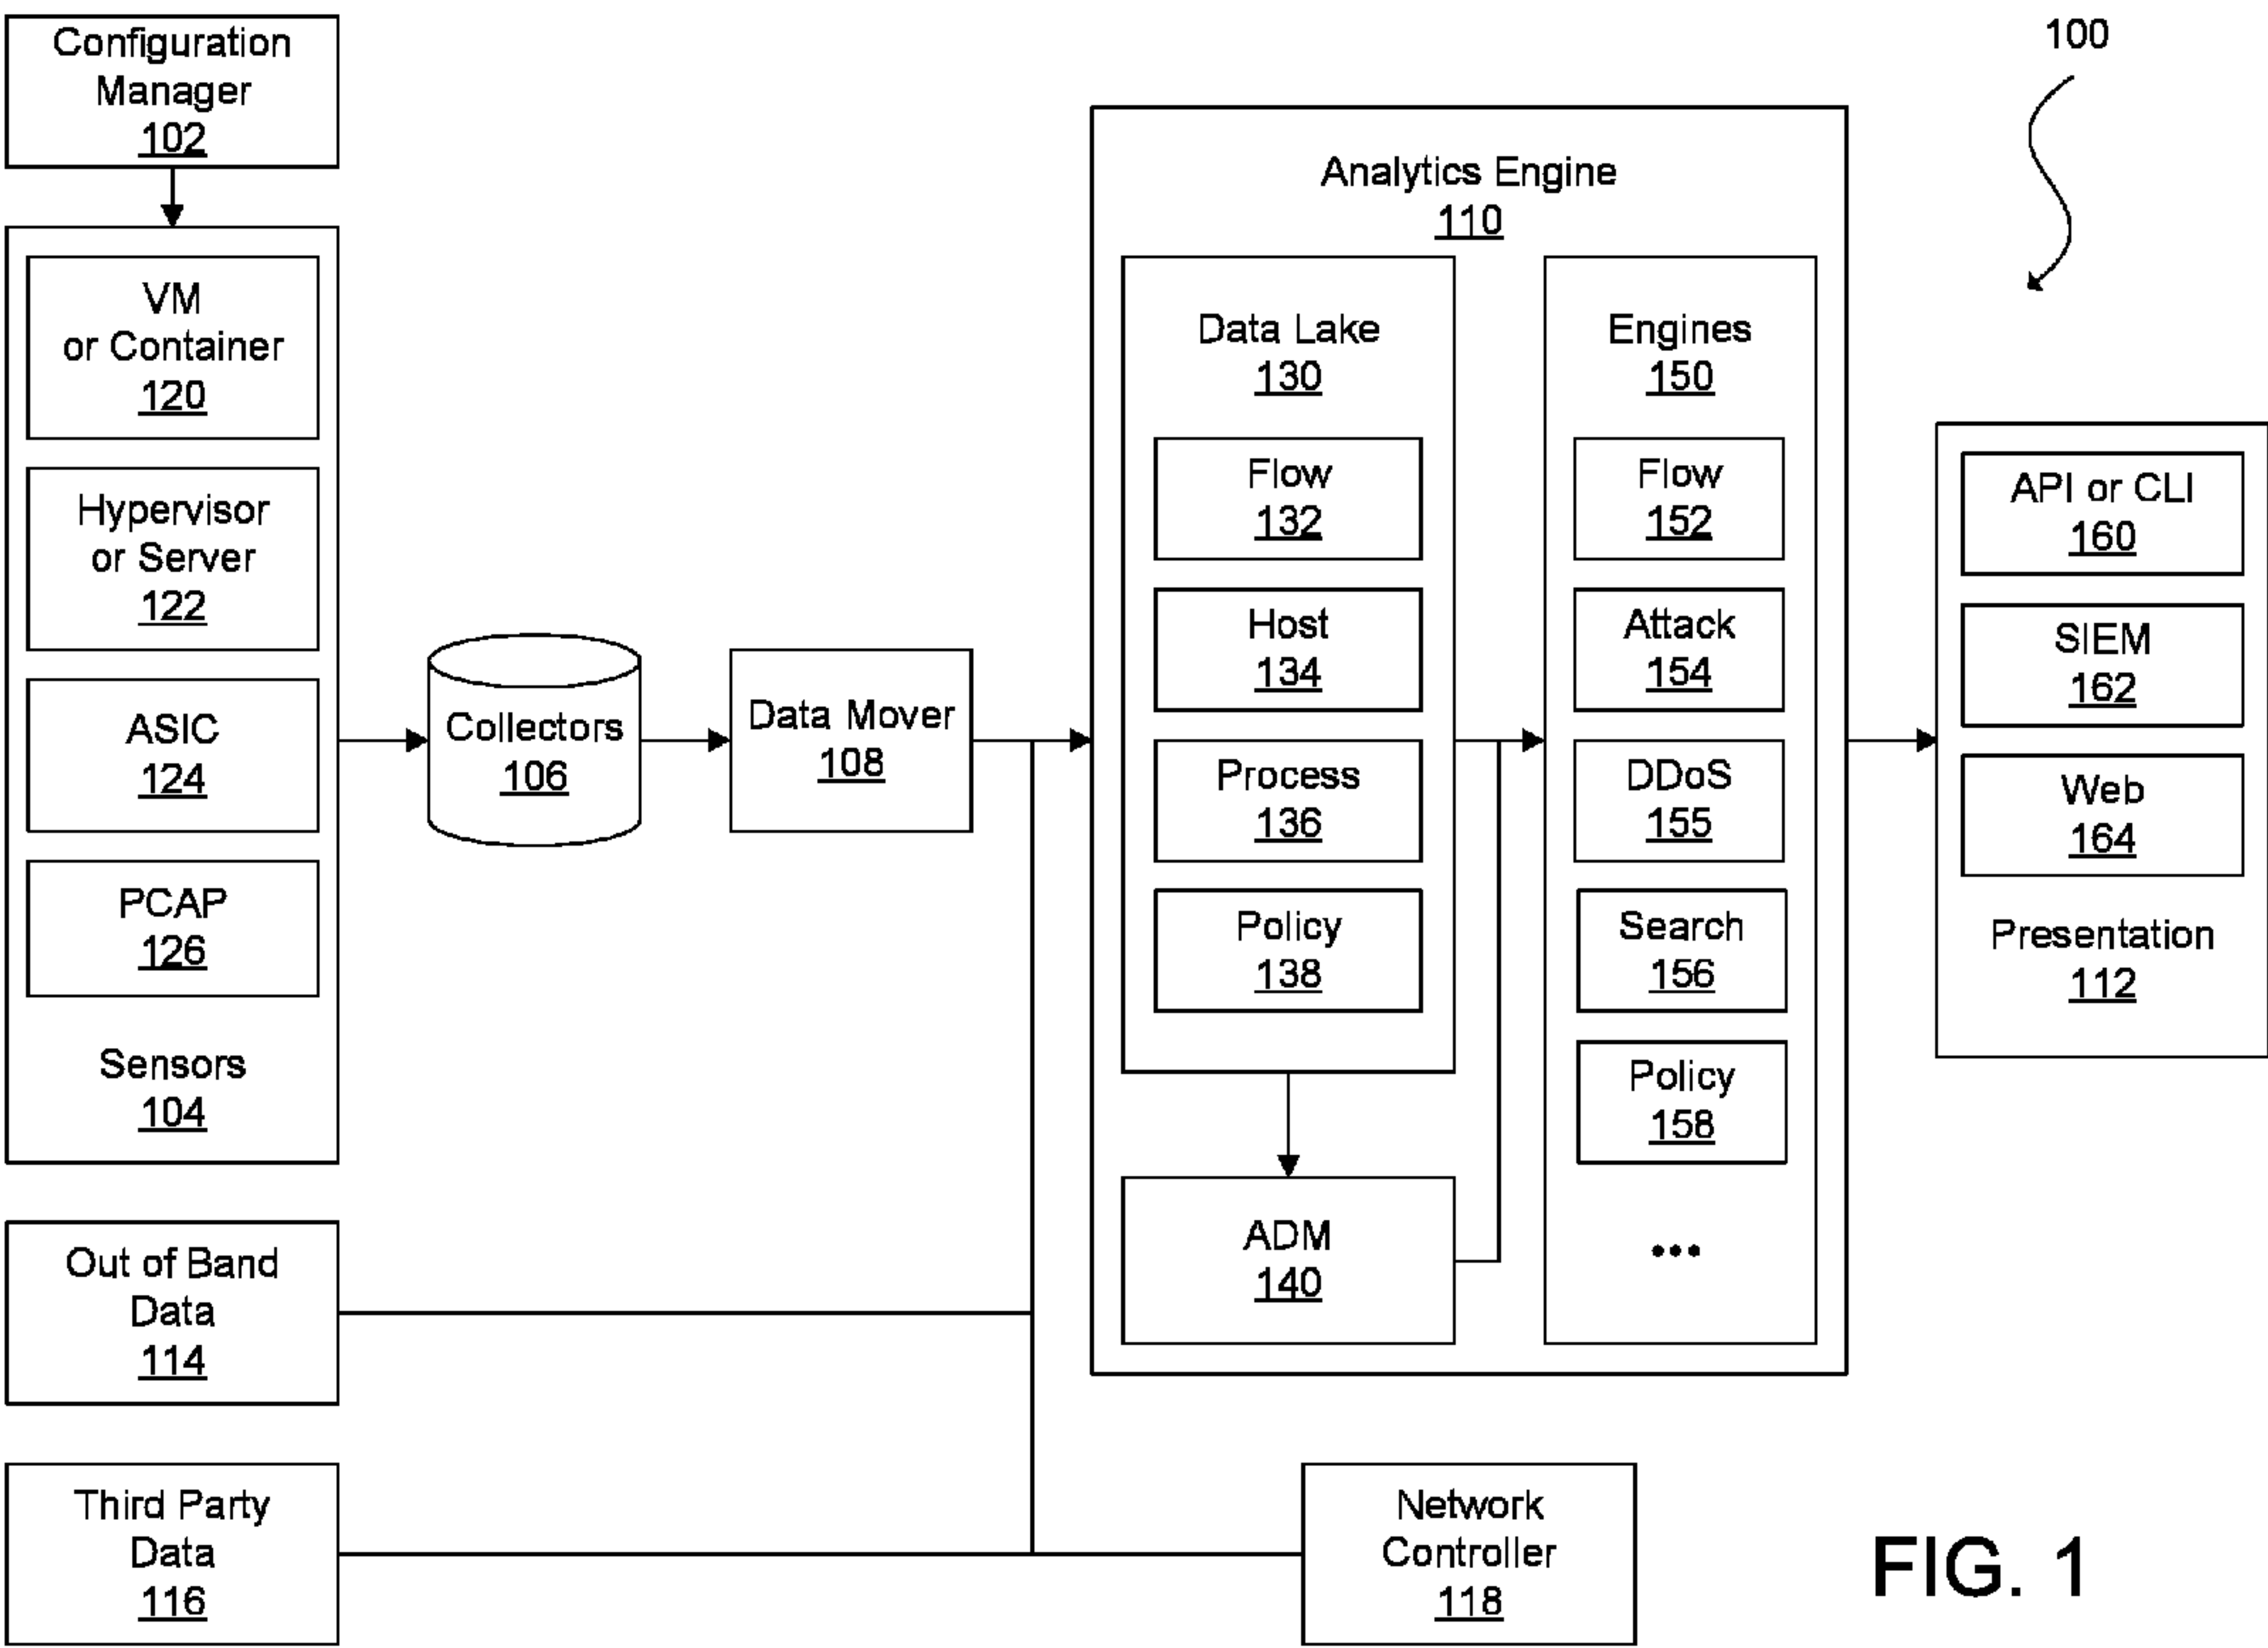 Configuration
Manager
102
100
VM
or Container
120
Hypervisor
or Server
122
ASIC
124
PCAP
126
Sensors
104
Collectors
106
Data Mover
108
Analytics Engine
110
Data Lake
130
Flow
132
Host
134
Process
136
Policy
138
ADM
140
Engines
150
Flow
152
Attack
154
DDoS
155
Search
156
Policy
158
•••
API or CLI
160
SIEM
162
Web
164
Presentation
112
Out of Band
Data
114
Third Party
Data
116
Network
Controller
118
FIG. 1